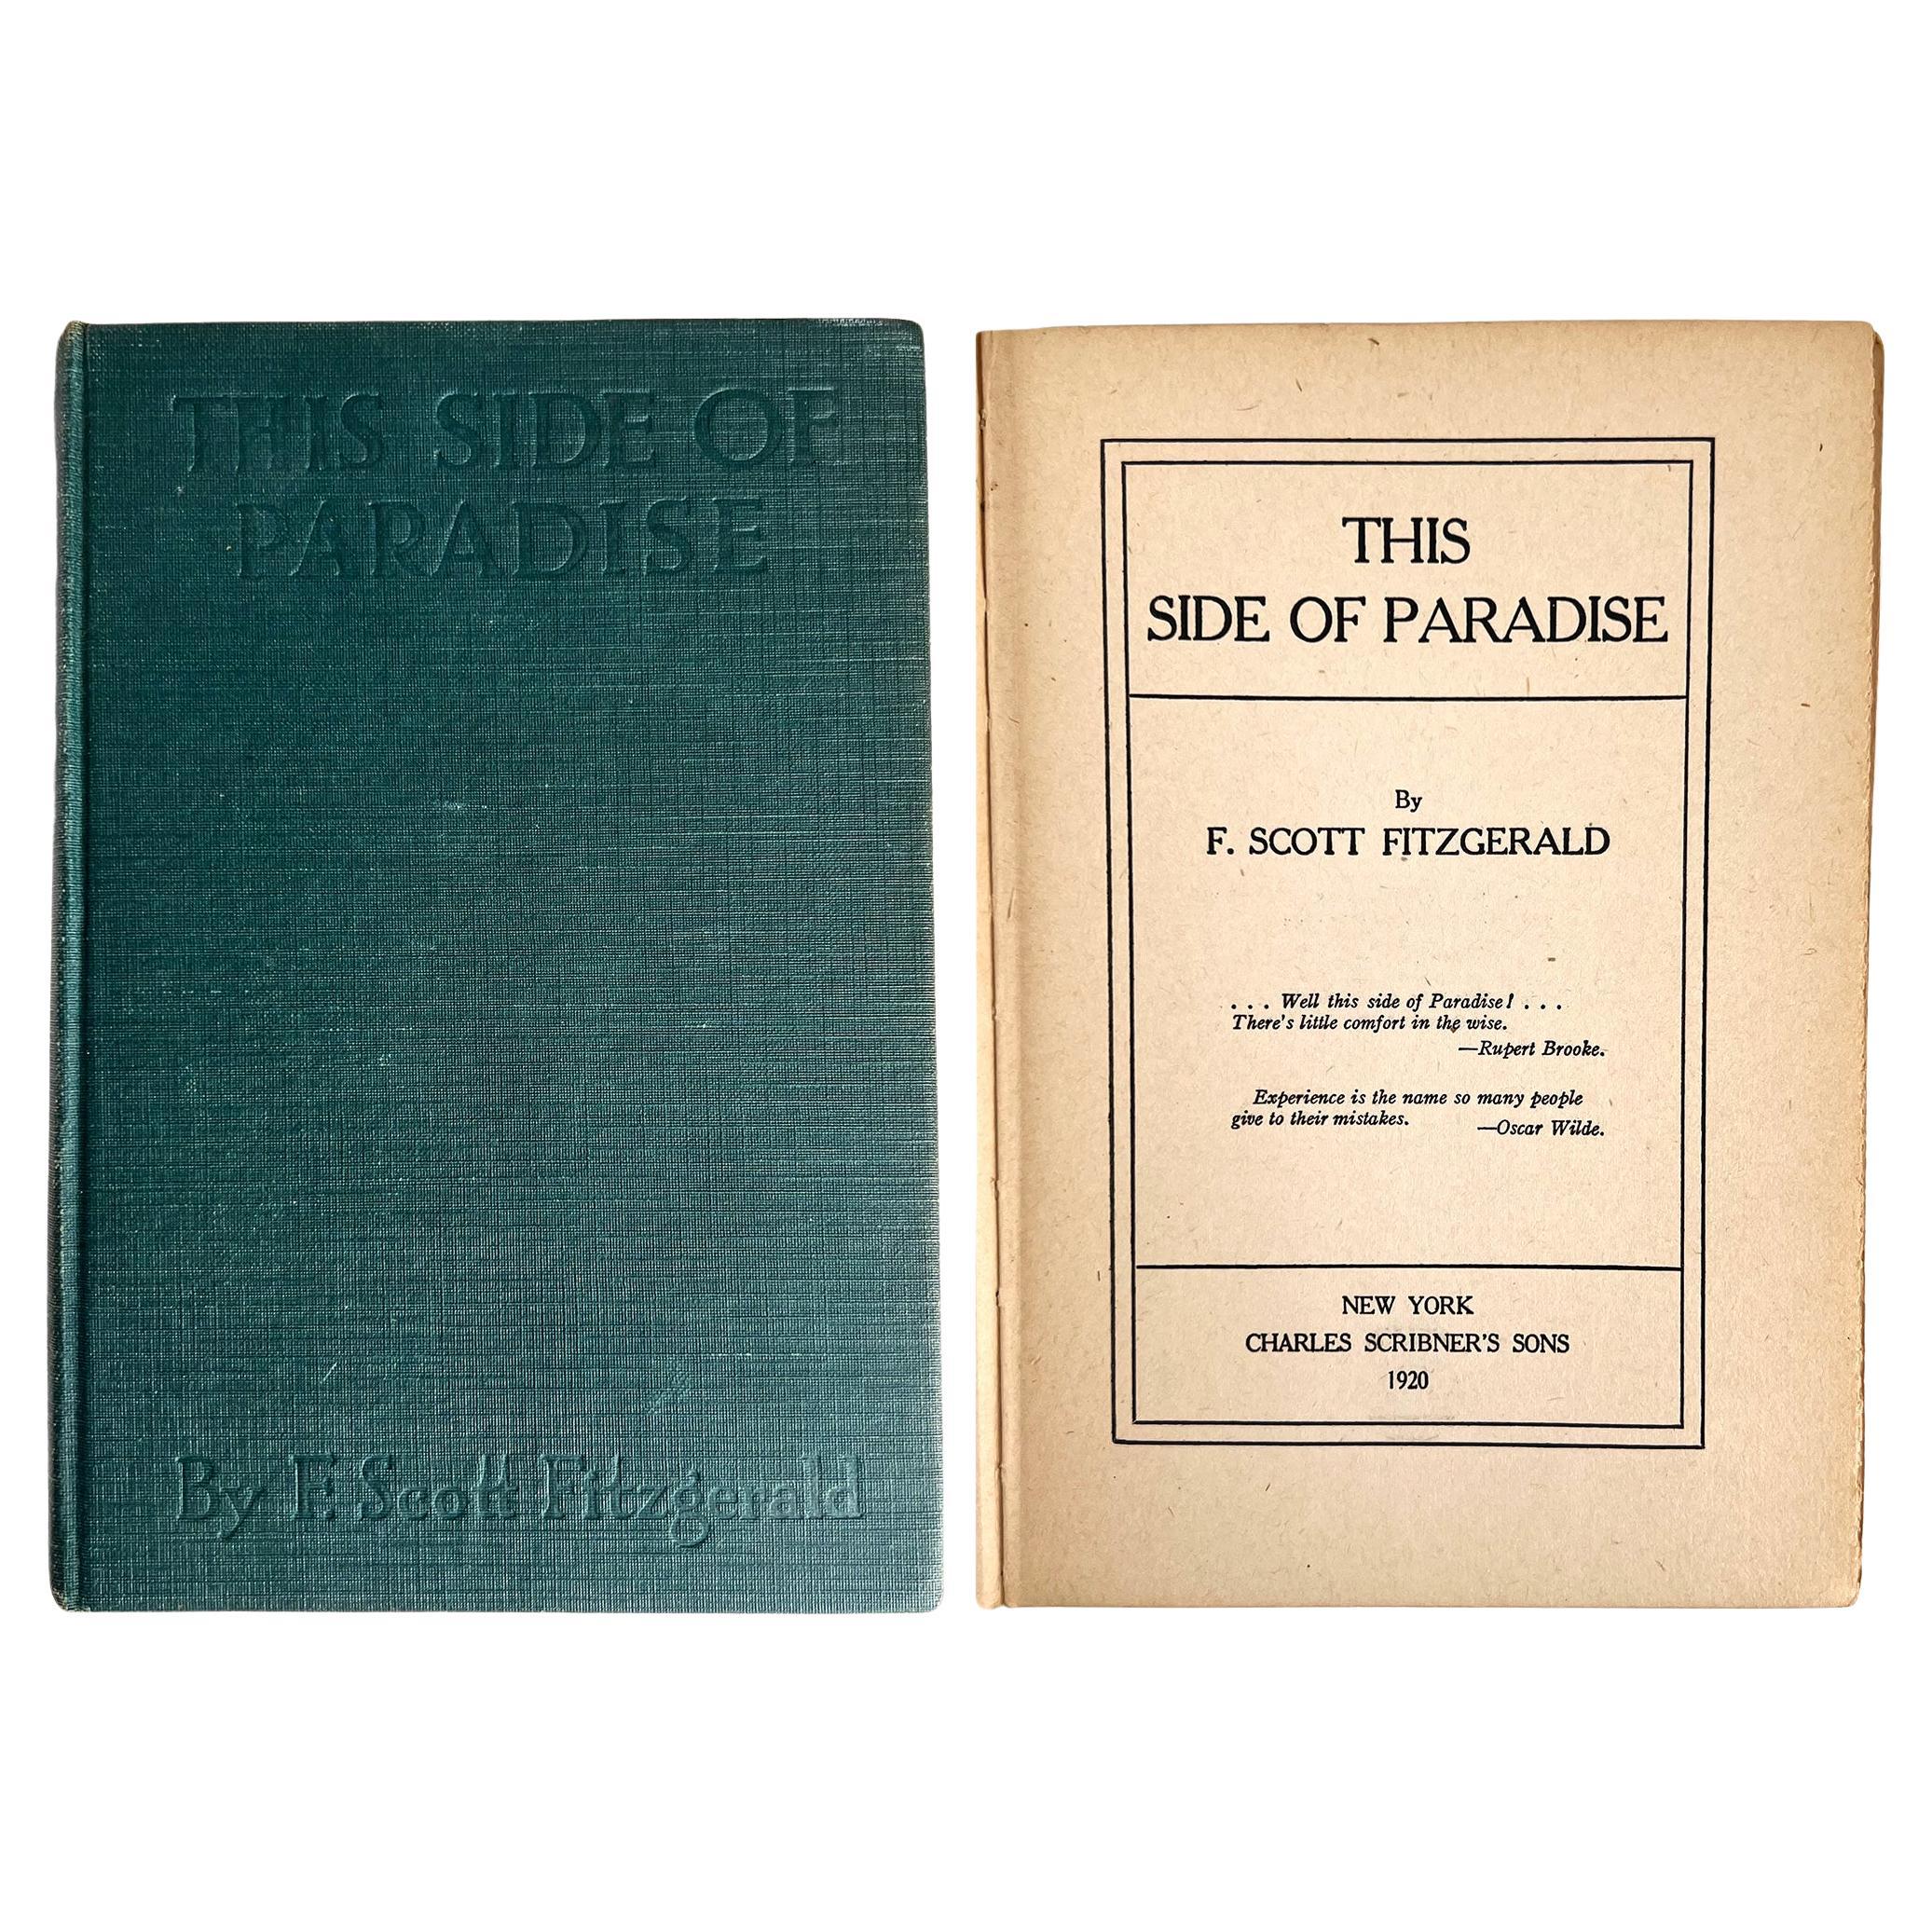 THIS SIDE OF
PARADISE
By F. Scott Fitzgerald
THIS
SIDE OF PARADISE
By
F. SCOTT FITZGERALD
. . . Well this side of Paradise! . . .
There's little comfort in the wise.
—Rupert Brooke.
Experience is the name so many people
give to their mistakes.
—Oscar Wilde.
NEW YORK
CHARLES SCRIBNER'S SONS
1920